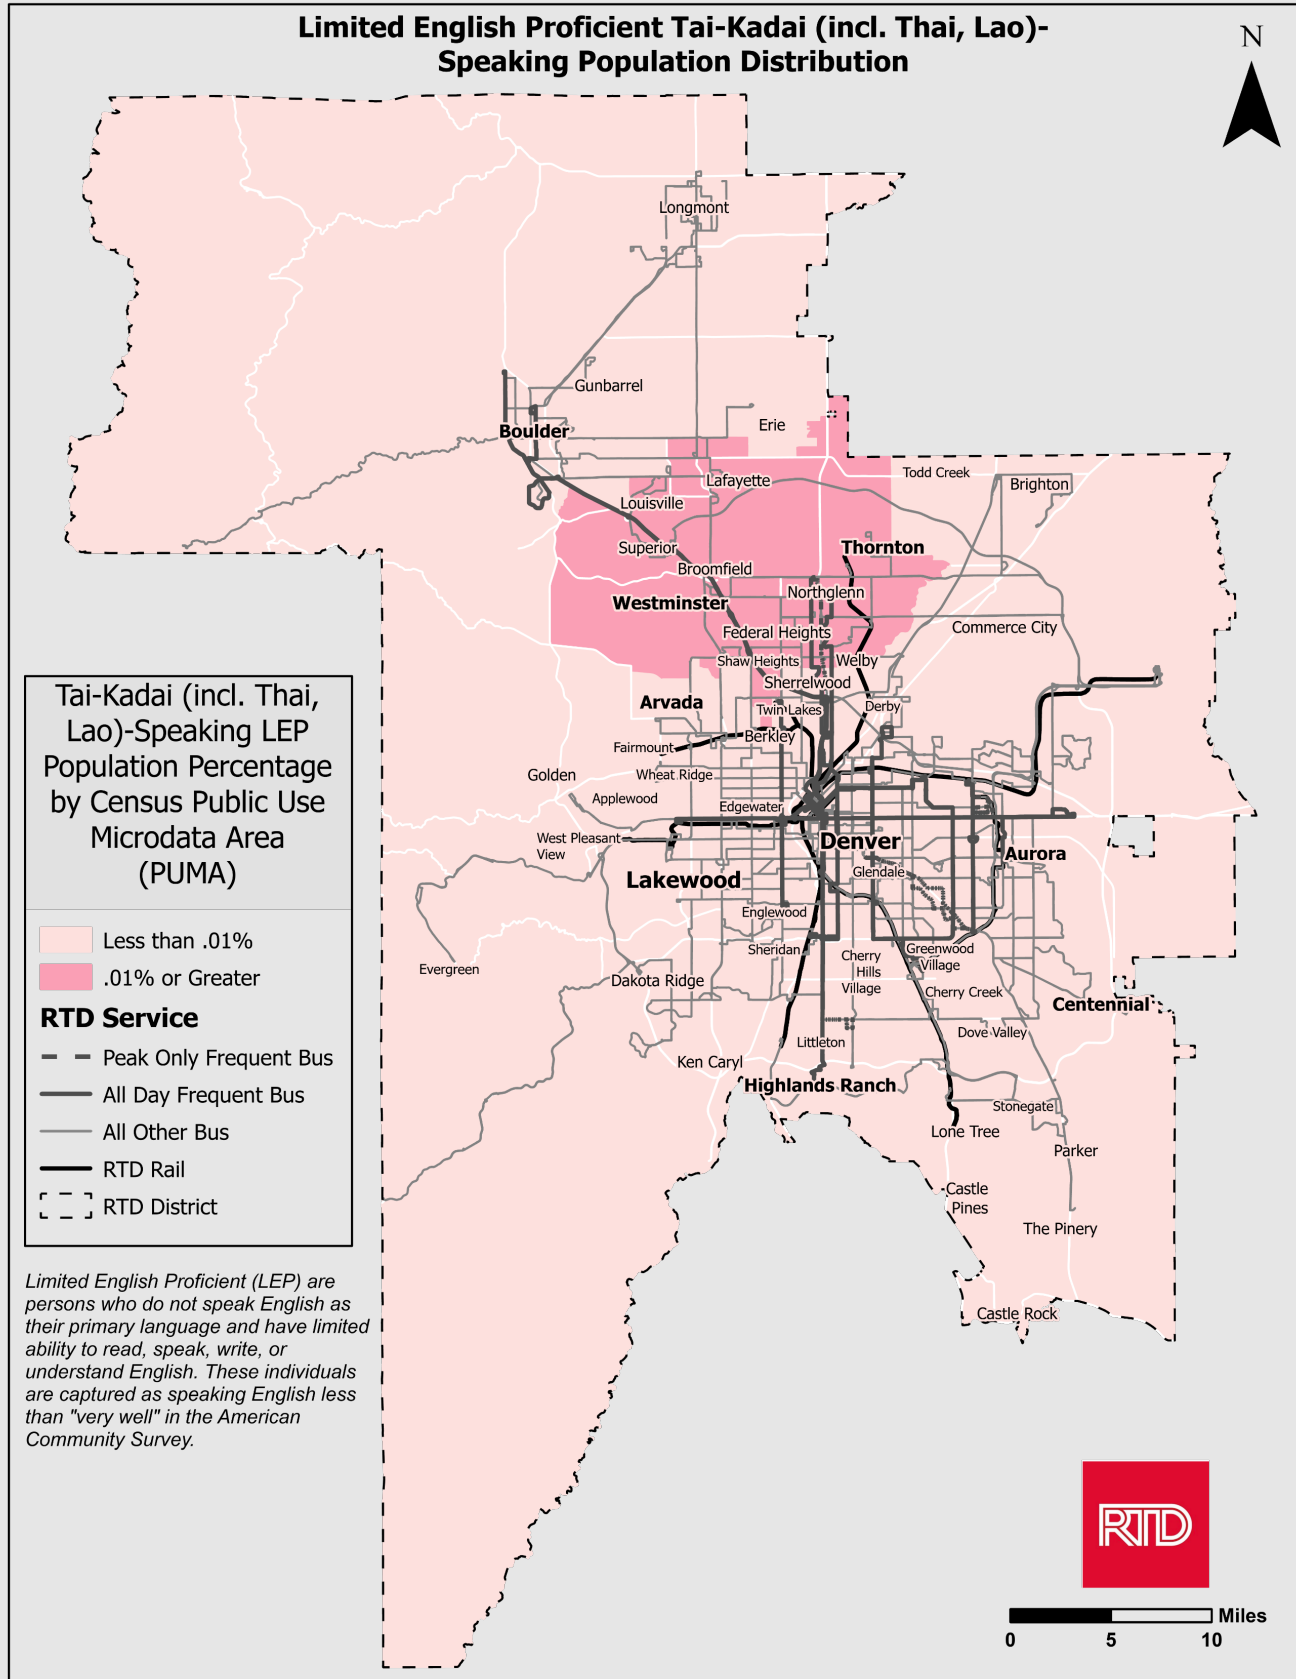 Limited English Proficient Tai-Kadai (incl. Thai, Lao)-
Speaking Population Distribution
N
Longmont
Gunbarrel
Boulder
Erie
Todd Creek
Brighton
Lafayette
Louisville
Superior
Thornton
Broomfield
Northglenn
Westminster
Federal Heights
Commerce City
Shaw Heights
Welby
Sherrelwood
Arvada
Twin Lakes
Derby
Berkley
Fairmount
Golden
Wheat Ridge
Applewood
Edgewater
West Pleasant
View
Denver
Aurora
Lakewood
Glendale
Englewood
Sheridan
Greenwood
Village
Cherry
Hills
Village
Evergreen
Dakota Ridge
Cherry Creek
Centennial
Dove Valley
Littleton
Ken Caryl
Highlands Ranch
Stonegate
Lone Tree
Parker
Castle
Pines
The Pinery
Castle Rock
Tai-Kadai (incl. Thai,
Lao)-Speaking LEP
Population Percentage
by Census Public Use
Microdata Area
(PUMA)
Less than .01%
.01% or Greater
RTD Service
Peak Only Frequent Bus
All Day Frequent Bus
All Other Bus
RTD Rail
RTD District
Limited English Proficient (LEP) are
persons who do not speak English as
their primary language and have limited
ability to read, speak, write, or
understand English. These individuals
are captured as speaking English less
than "very well" in the American
Community Survey.
RTD
Miles
0 5 10